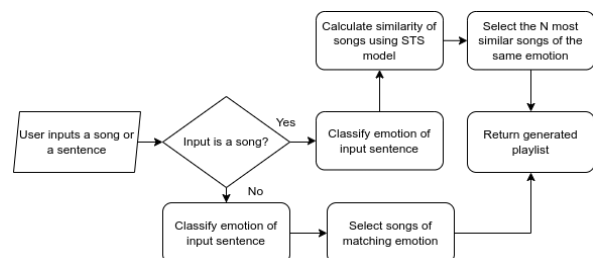 User inputs a song or
a sentence
Input is a song?
Yes
Classify emotion of
input sentence
Calculate similarity of
songs using STS
model
Select the N most
similar songs of the
same emotion
Return generated
playlist
No
Classify emotion of
input sentence
Select songs of
matching emotion